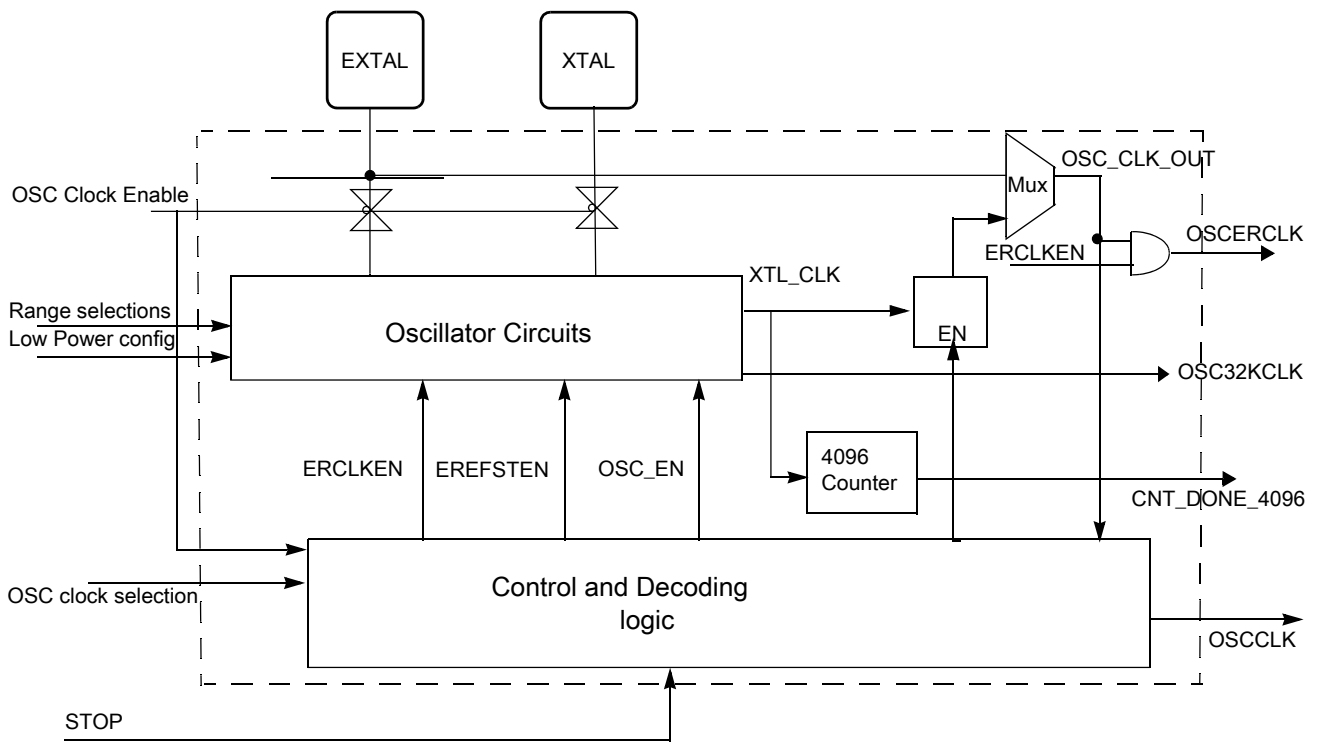 EXTAL
XTAL
OSC_CLK_OUT
Mux
OSC Clock Enable
ERCLKEN
OSCERCLK
XTL_CLK
Range selections
Low Power config
Oscillator Circuits
EN
OSC32KCLK
ERCLKEN
EREFSTEN
OSC_EN
4096
Counter
CNT_DONE_4096
OSC clock selection
Control and Decoding
logic
OSCCLK
STOP